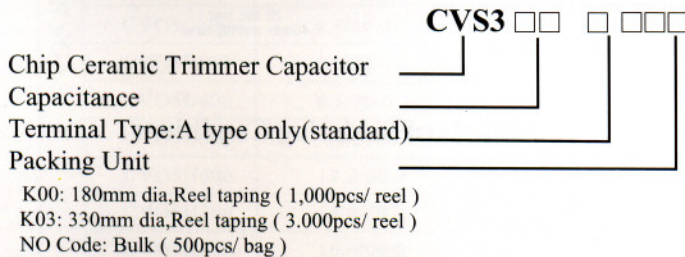 CVS3 □□ □ □□□
Chip Ceramic Trimmer Capacitor
Capacitance
Terminal Type:A type only(standard)
Packing Unit
K00: 180mm dia,Reel taping ( 1,000pcs/ reel )
K03: 330mm dia,Reel taping ( 3.000pcs/ reel )
NO Code: Bulk ( 500pcs/ bag )